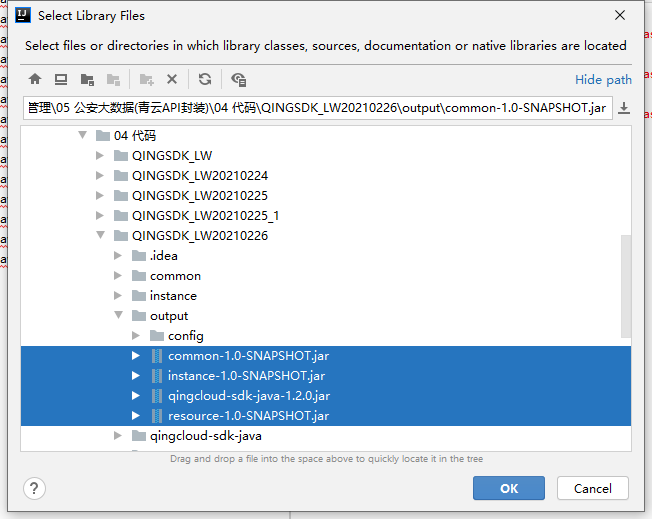 Select Library Files
Select files or directories in which library classes, sources, documentation or native libraries are located
Hide path
管理\05 公安大数据(青云API封装)\04 代码\QINGSDK_LW20210226\output\common-1.0-SNAPSHOT.jar
04 代码
QINGSDK_LW
QINGSDK_LW20210224
QINGSDK_LW20210225
QINGSDK_LW20210225_1
QINGSDK_LW20210226
.idea
common
instance
output
config
common-1.0-SNAPSHOT.jar
instance-1.0-SNAPSHOT.jar
qingcloud-sdk-java-1.2.0.jar
resource-1.0-SNAPSHOT.jar
qingcloud-sdk-java
Drag and drop a file into the space above to quickly locate it in the tree
?
OK
Cancel